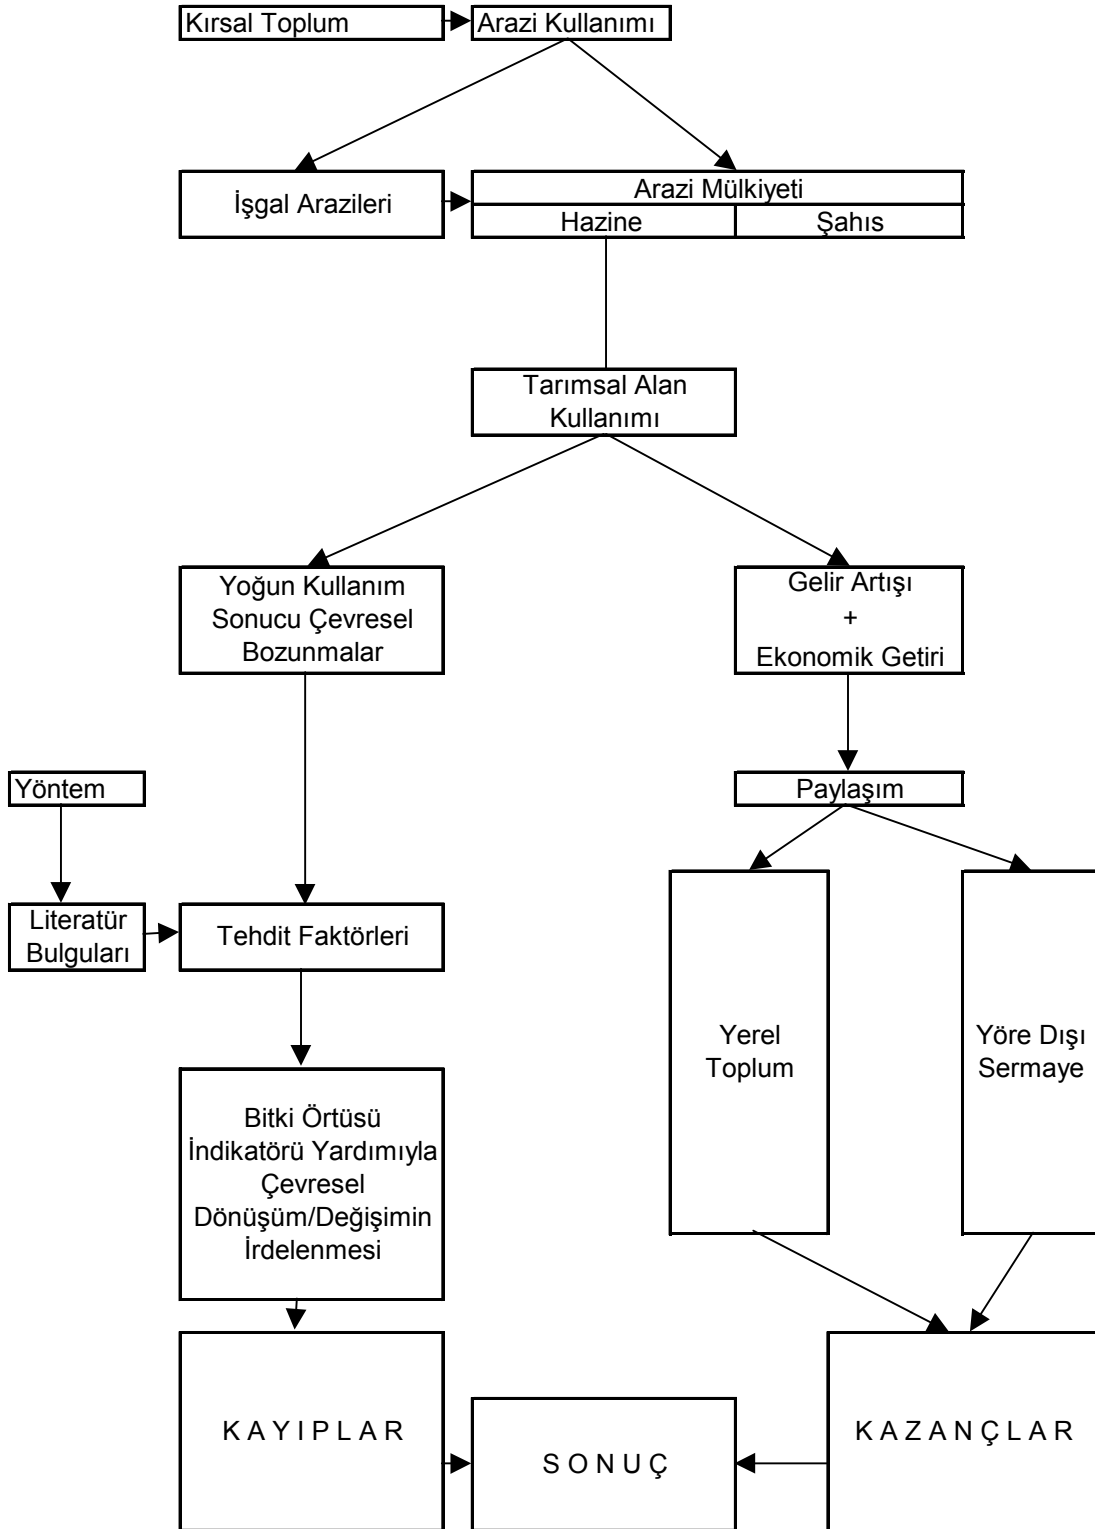 Kırsal Toplum
Arazi Kullanımı
İşgal Arazileri
Arazi Mülkiyeti
Hazine
Şahıs
Tarımsal Alan
Kullanımı
Yoğun Kullanım
Sonucu Çevresel
Bozunmalar
Gelir Artışı
+
Ekonomik Getiri
Yöntem
Paylaşım
Literatür
Bulguları
Tehdit Faktörleri
Yerel
Toplum
Yöre Dışı
Sermaye
Bitki Örtüsü
İndikatörü Yardımıyla
Çevresel
Dönüşüm/Değişimin
İrdelenmesi
K A Y I P L A R
S O N U Ç
K A Z A N Ç L A R